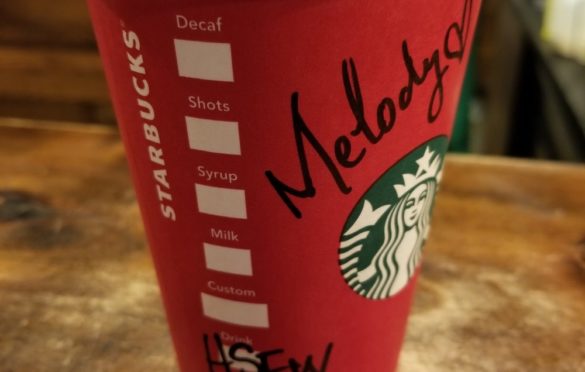 STARBUCKS
Decaf
Shots
Syrup
Milk
Custom
Drink
Melody